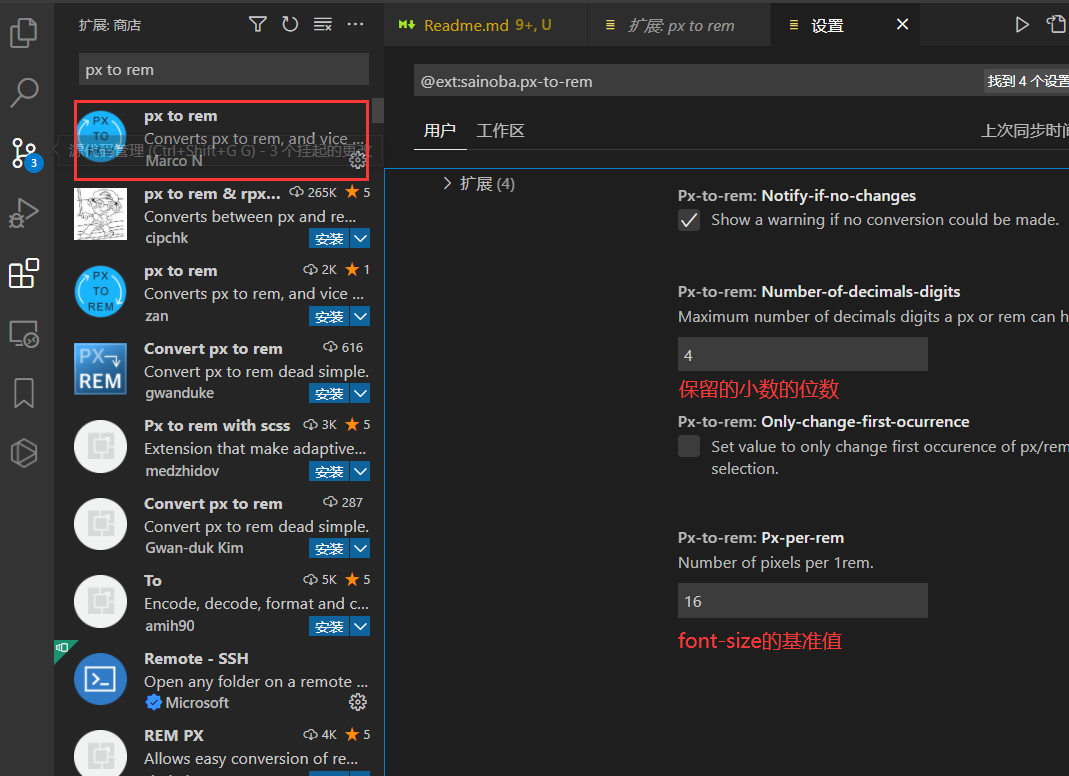 扩展: 商店
px to rem
px to rem
Converts px to rem, and vice
Marco N
源代码管理 (Ctrl+Shift+G G) - 3 个挂起的更改
3
px to rem & rpx... 265K 5
Converts between px and re...
cipchk
安装
px to rem 2K 1
Converts px to rem, and vice ...
zan
安装
Convert px to rem 616
Convert px to rem dead simple.
gwanduke
安装
Px to rem with scss 3K 5
Extension that make adaptive...
medzhidov
安装
Convert px to rem 287
Convert px to rem dead simple.
Gwan-duk Kim
安装
To 5K 5
Encode, decode, format and c...
amih90
安装
Remote - SSH
Open any folder on a remote ...
Microsoft
REM PX 4K 5
Allows easy conversion of re...
PX TO REM
PX TO REM
PX REM
Readme.md 9+, U
扩展: px to rem
设置
@ext:sainoba.px-to-rem
找到 4 个设置
用户 工作区
上次同步时间
扩展 (4)
Px-to-rem: Notify-if-no-changes
Show a warning if no conversion could be made.
Px-to-rem: Number-of-decimals-digits
Maximum number of decimals digits a px or rem can h
4
保留的小数的位数
Px-to-rem: Only-change-first-ocurrence
Set value to only change first occurence of px/rem
selection.
Px-to-rem: Px-per-rem
Number of pixels per 1rem.
16
font-size的基准值